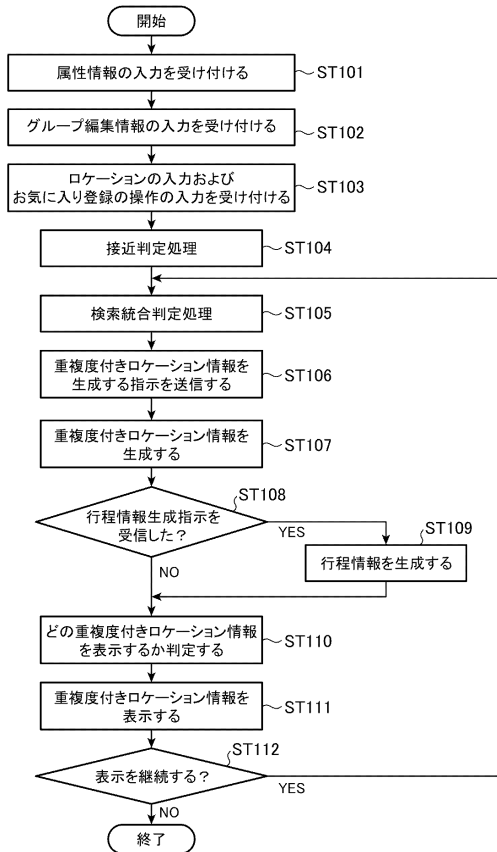 開始
属性情報の入力を受け付ける
ST101
グループ編集情報の入力を受け付ける
ST102
ロケーションの入力および
お気に入り登録の操作の入力を受け付ける
ST103
接近判定処理
ST104
検索統合判定処理
ST105
重複度付きロケーション情報を
生成する指示を送信する
ST106
重複度付きロケーション情報を
生成する
ST107
行程情報生成指示を
受信した？
ST108
YES
NO
行程情報を生成する
ST109
どの重複度付きロケーション情報
を表示するか判定する
ST110
重複度付きロケーション情報を
表示する
ST111
表示を継続する？
ST112
YES
NO
終了